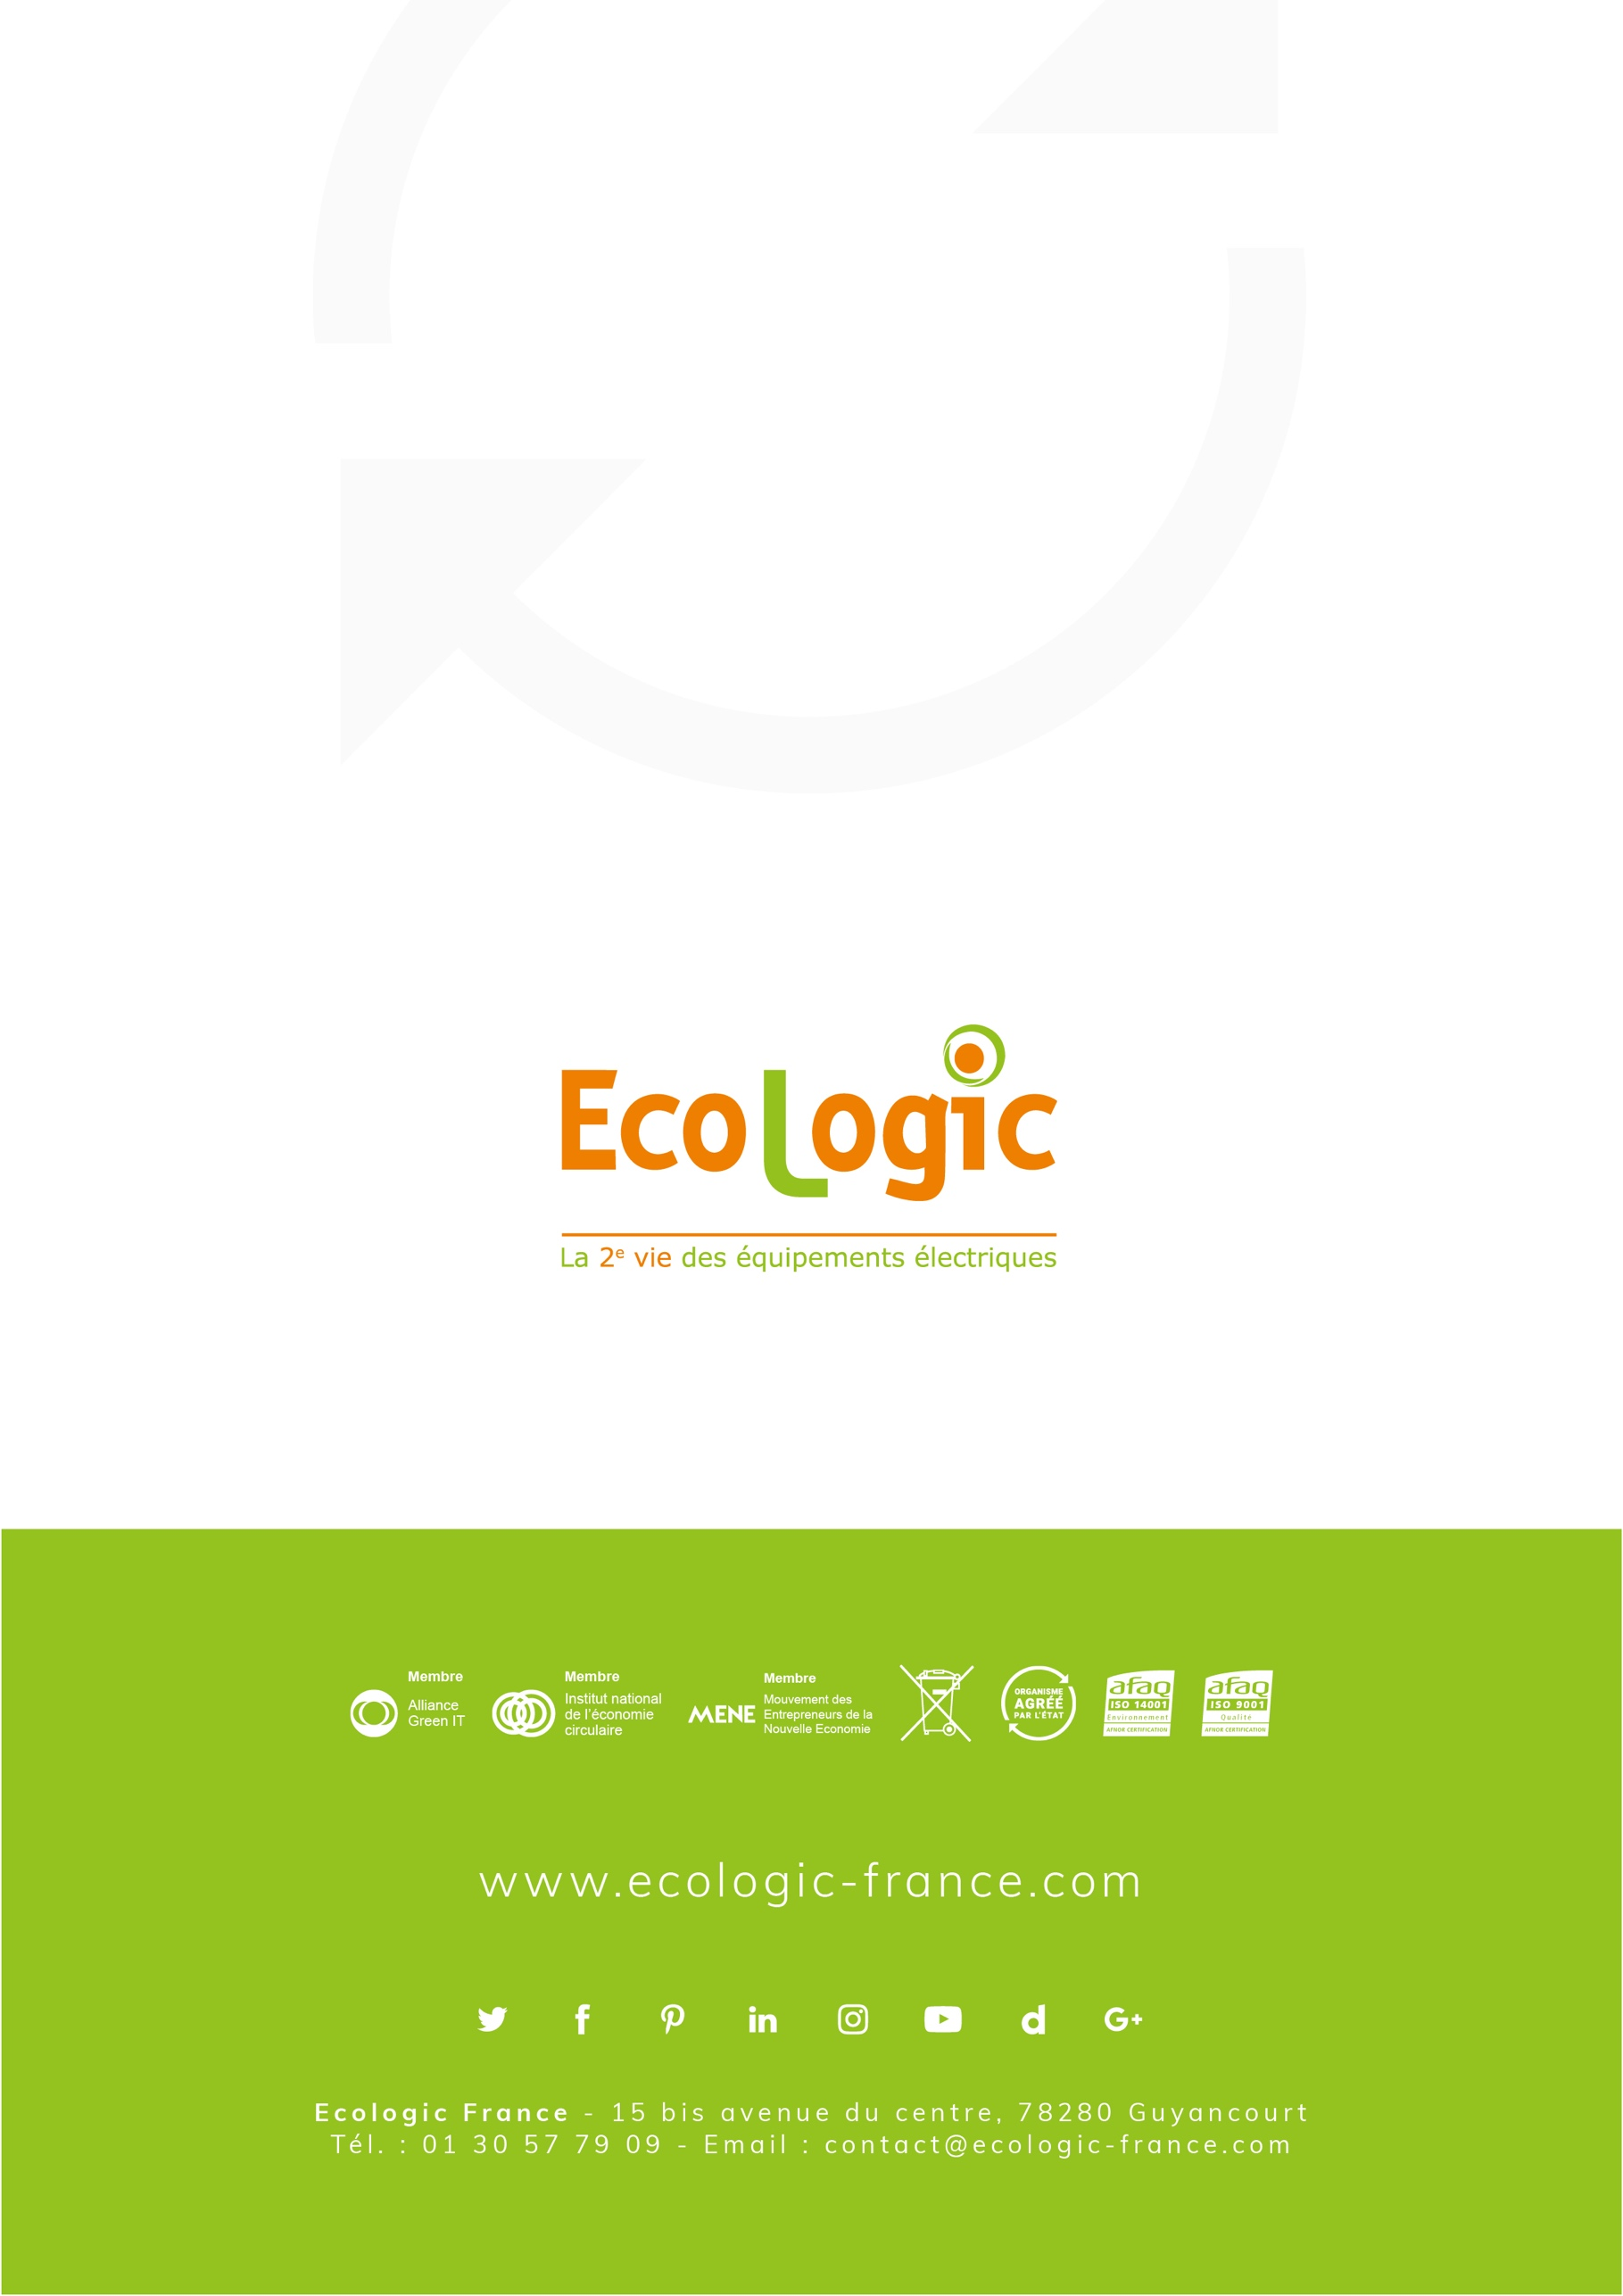 EcoLogic
La 2e vie des équipements électriques
Membre
Alliance
Green IT
Membre
Institut national
de l'économie
circulaire
MENE
Membre
Mouvement des
Entrepreneurs de la
Nouvelle Economie
ORGANISME
AGRÉÉ
PAR L'ÉTAT
afaq
ISO 14001
Environnement
AFNOR CERTIFICATION
afaq
ISO 9001
Qualité
AFNOR CERTIFICATION
www.ecologic-france.com
Ecologic France - 15 bis avenue du centre, 78280 Guyancourt
Tél. : 01 30 57 79 09 - Email : contact@ecologic-france.com